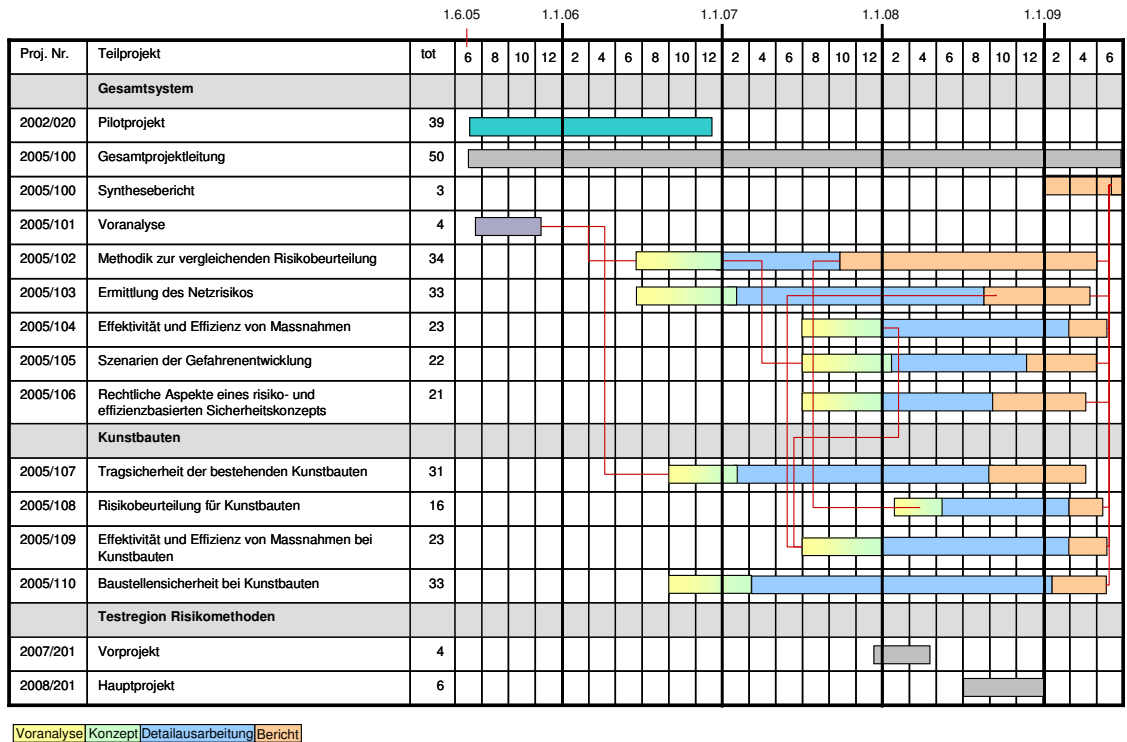 1.6.05 1.1.06 1.1.07 1.1.08 1.1.09
Proj. Nr. Teilprojekt tot 6 8 10 12 2 4 6 8 10 12 2 4 6 8 10 12 2 4 6 8 10 12 2 4 6
Gesamtsystem
2002/020 Pilotprojekt 39
2005/100 Gesamtprojektleitung 50
2005/100 Synthesebericht 3
2005/101 Voranalyse 4
2005/102 Methodik zur vergleichenden Risikobeurteilung 34
2005/103 Ermittlung des Netzrisikos 33
2005/104 Effektivität und Effizienz von Massnahmen 23
2005/105 Szenarien der Gefahrenentwicklung 22
2005/106 Rechtliche Aspekte eines risiko- und 21
effizienzbasierten Sicherheitskonzepts
Kunstbauten
2005/107 Tragsicherheit der bestehenden Kunstbauten 31
2005/108 Risikobeurteilung für Kunstbauten 16
2005/109 Effektivität und Effizienz von Massnahmen bei 23
Kunstbauten
2005/110 Baustellensicherheit bei Kunstbauten 33
Testregion Risikomethoden
2007/201 Vorprojekt 4
2008/201 Hauptprojekt 6
Voranalyse Konzept Detailausarbeitung Bericht